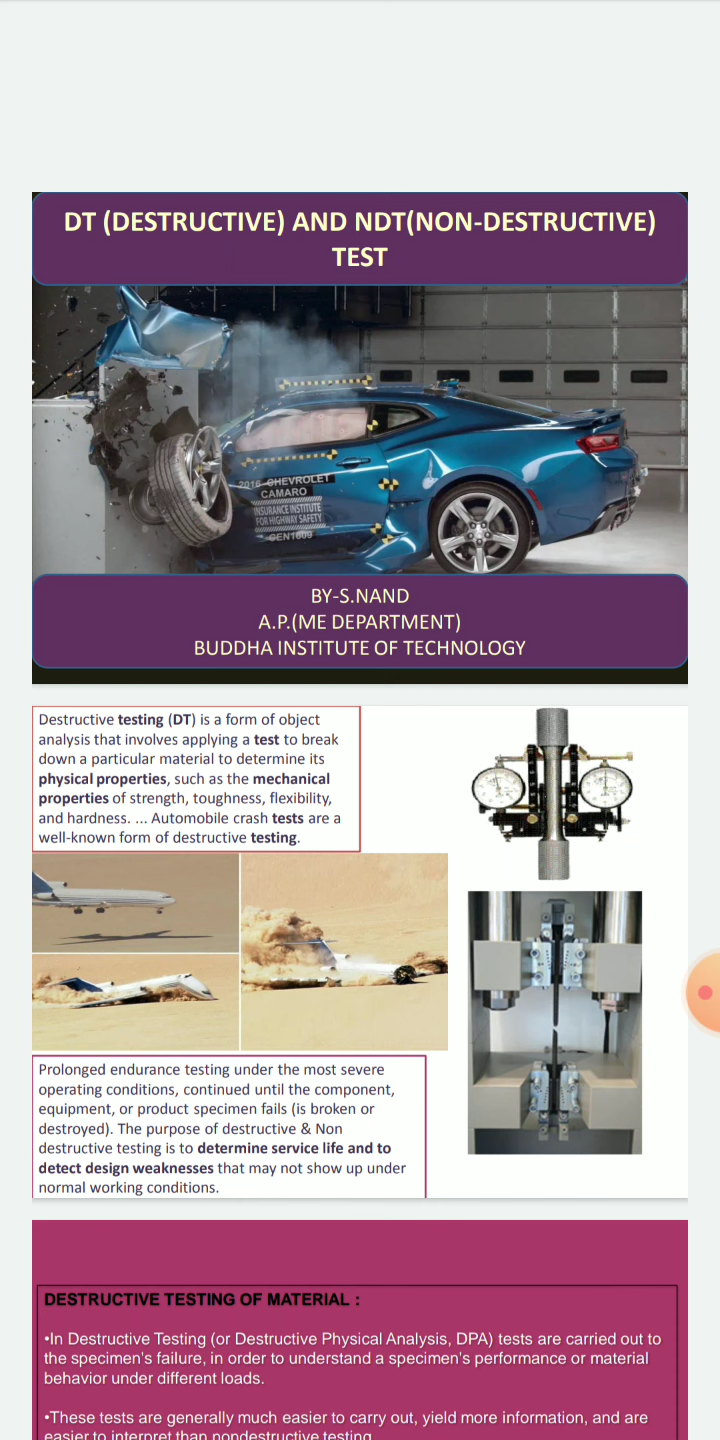 DT (DESTRUCTIVE) AND NDT(NON-DESTRUCTIVE)
TEST
2016 CHEVROLET
CAMARO
INSURANCE INSTITUTE
FOR HIGHWAY SAFETY
CEN1609
BY-S.NAND
A.P.(ME DEPARTMENT)
BUDDHA INSTITUTE OF TECHNOLOGY
Destructive testing (DT) is a form of object
analysis that involves applying a test to break
down a particular material to determine its
physical properties, such as the mechanical
properties of strength, toughness, flexibility,
and hardness. ... Automobile crash tests are a
well-known form of destructive testing.
Prolonged endurance testing under the most severe
operating conditions, continued until the component,
equipment, or product specimen fails (is broken or
destroyed). The purpose of destructive & Non
destructive testing is to determine service life and to
detect design weaknesses that may not show up under
normal working conditions.
DESTRUCTIVE TESTING OF MATERIAL :
•In Destructive Testing (or Destructive Physical Analysis, DPA) tests are carried out to
the specimen's failure, in order to understand a specimen's performance or material
behavior under different loads.
•These tests are generally much easier to carry out, yield more information, and are
easier to interpret than nondestructive testing.